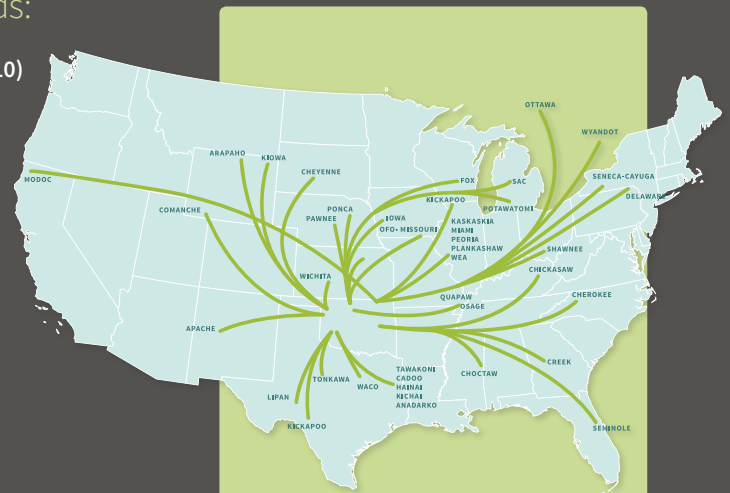 ds:
.0)
OTTAWA
WYANDOT
ARAPAHO
KIOWA
CHEYENNE
MODOC
FOX
SAC
SENECA-CAYUGA
DELAWARE
KICKAPOO
POTAWATOMI
COMANCHE
PONCA
PAWNEE
IOWA
OFO-MISSOURI
KASKASKIA
MIAMI
PEORIA
PLANKASHAW
WEA
SHAWNEE
CHICKASAW
WICHITA
QUAPAW
OSAGE
CHEROKEE
APACHE
CREEK
CHOCTAW
TONKAWA
WACO
TAWAKONI
CADOO
HAINAI
KICHAI
ANADARKO
LIPAN
KICKAPOO
SEMINOLE